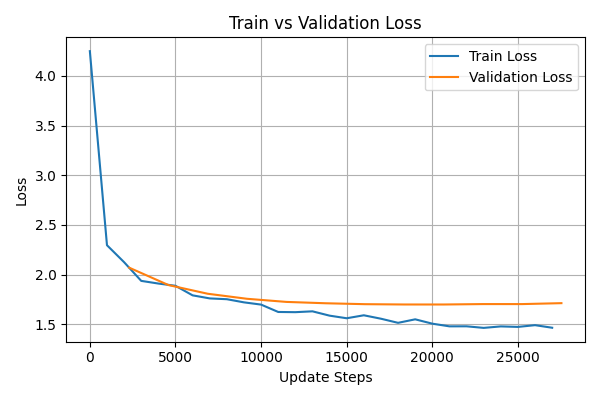 Train vs Validation Loss
Train Loss
Validation Loss
Loss
4.0
3.5
3.0
2.5
2.0
1.5
0 5000 10000 15000 20000 25000
Update Steps